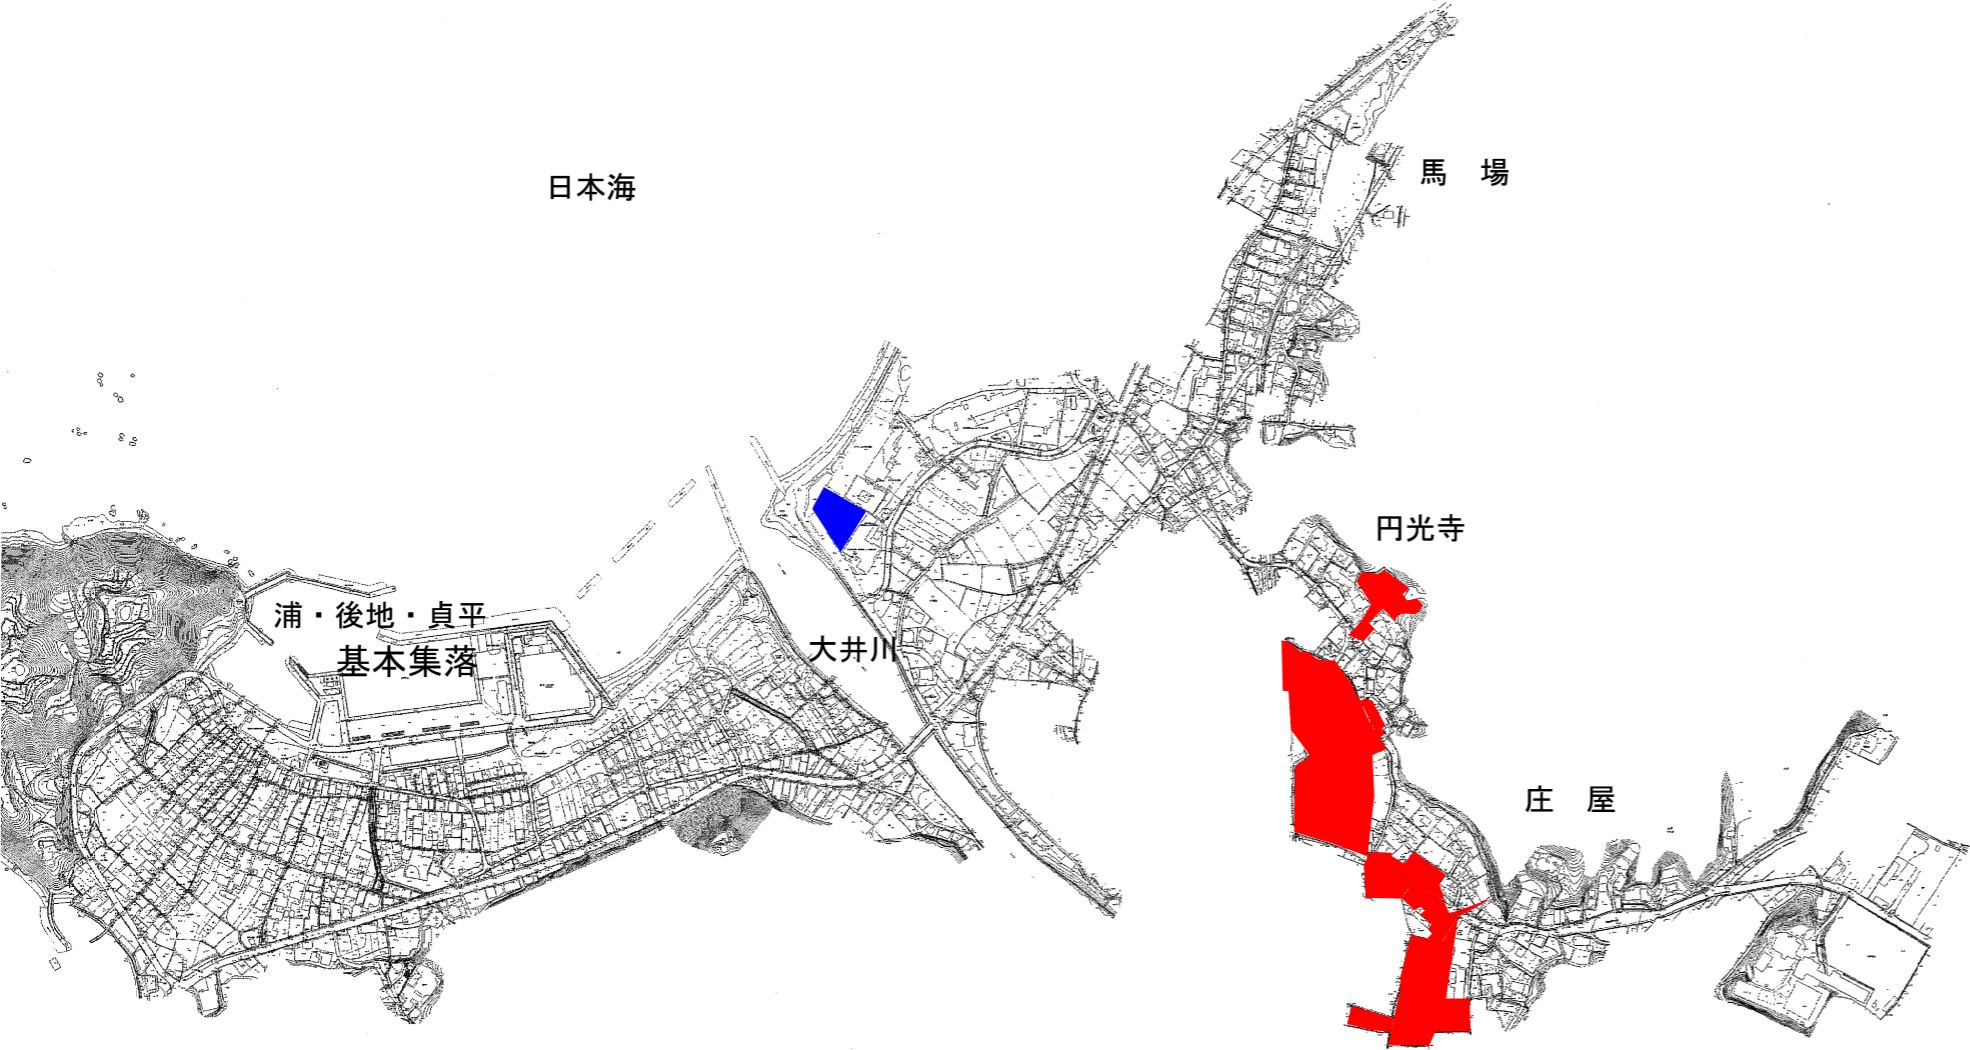 馬　場
日本海
円光寺
浦・後地・貞平
基本集落
大井川
庄　屋